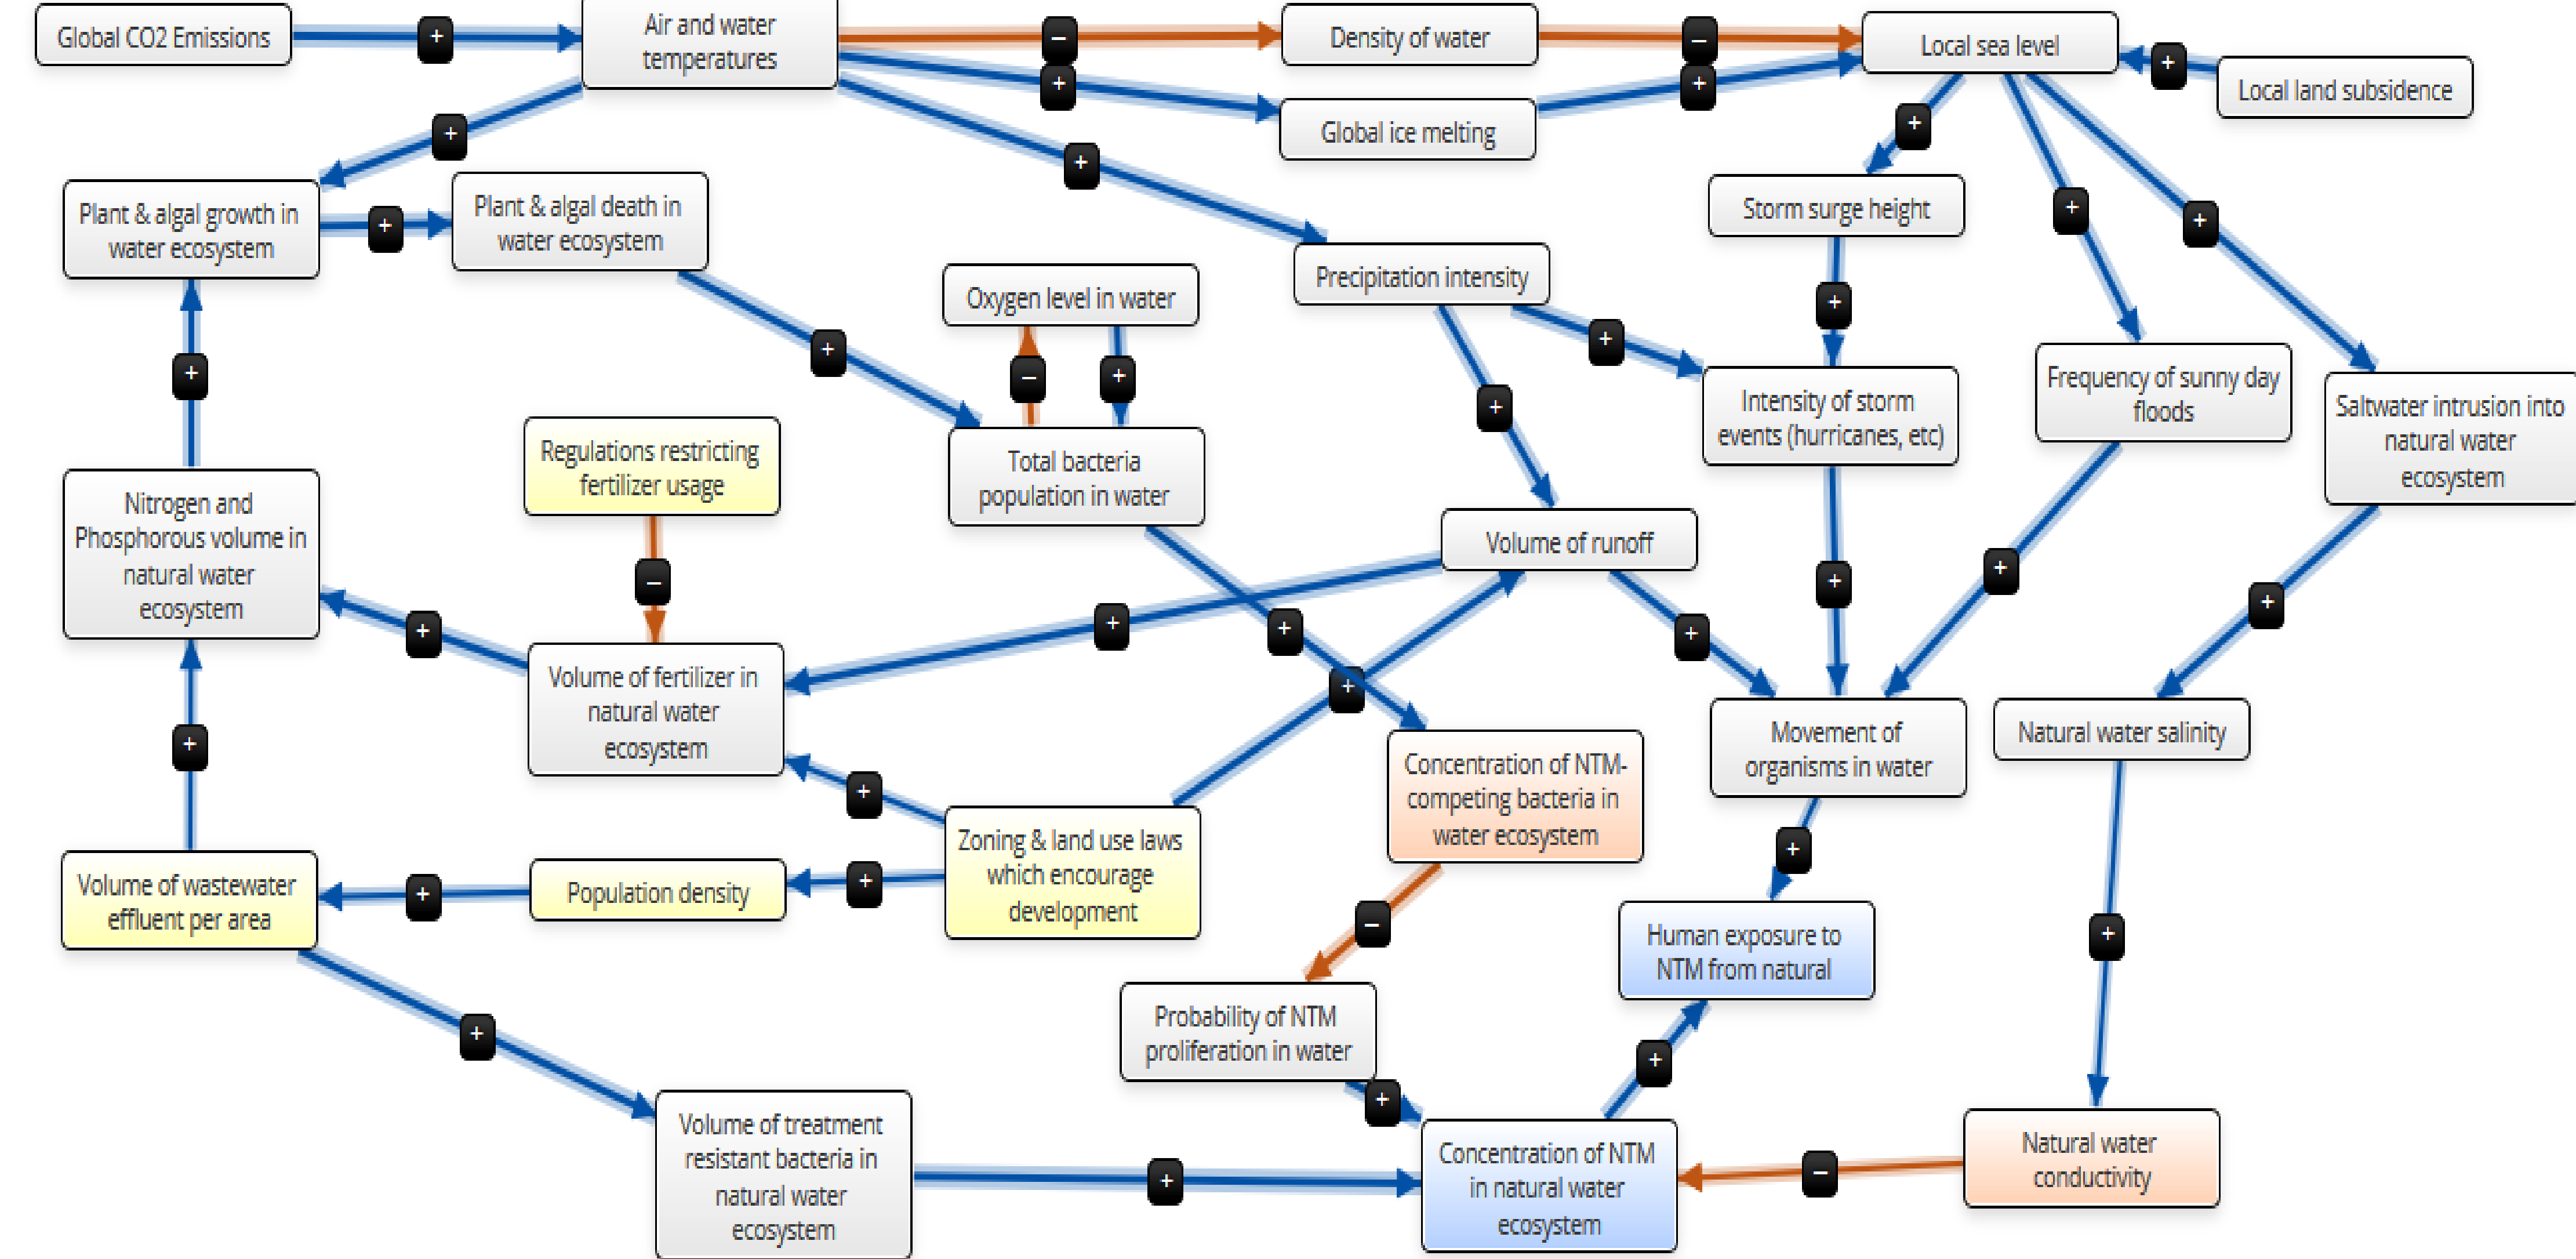 Global CO2 Emissions
+
Air and water
temperatures
–
Density of water
–
Local sea level
+
Local land subsidence
+
Global ice melting
+
+
+
+
Plant & algal growth in
water ecosystem
+
Plant & algal death in
water ecosystem
Storm surge height
+
+
Oxygen level in water
Precipitation intensity
+
+
+
–
+
+
+
Intensity of storm
events (hurricanes, etc)
Frequency of sunny day
floods
Saltwater intrusion into
natural water
ecosystem
Regulations restricting
fertilizer usage
Total bacteria
population in water
Nitrogen and
Phosphorous volume in
natural water
ecosystem
Volume of runoff
–
+
+
+
+
+
+
+
Volume of fertilizer in
natural water
ecosystem
+
+
Movement of
organisms in water
Natural water salinity
Concentration of NTM-
competing bacteria in
water ecosystem
+
Zoning & land use laws
which encourage
development
+
Volume of wastewater
effluent per area
+
Population density
+
–
Human exposure to
NTM from natural
+
+
Probability of NTM
proliferation in water
+
+
Volume of treatment
resistant bacteria in
natural water
ecosystem
+
Concentration of NTM
in natural water
ecosystem
–
Natural water
conductivity